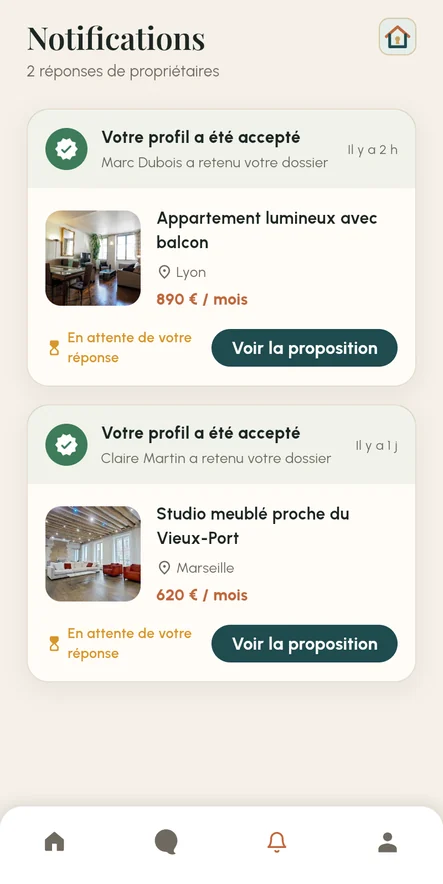 Notifications
2 réponses de propriétaires
Votre profil a été accepté
Marc Dubois a retenu votre dossier
Il y a 2 h
Appartement lumineux avec
balcon
Lyon
890 € / mois
En attente de votre
réponse
Voir la proposition
Votre profil a été accepté
Claire Martin a retenu votre dossier
Il y a 1 j
Studio meublé proche du
Vieux-Port
Marseille
620 € / mois
En attente de votre
réponse
Voir la proposition